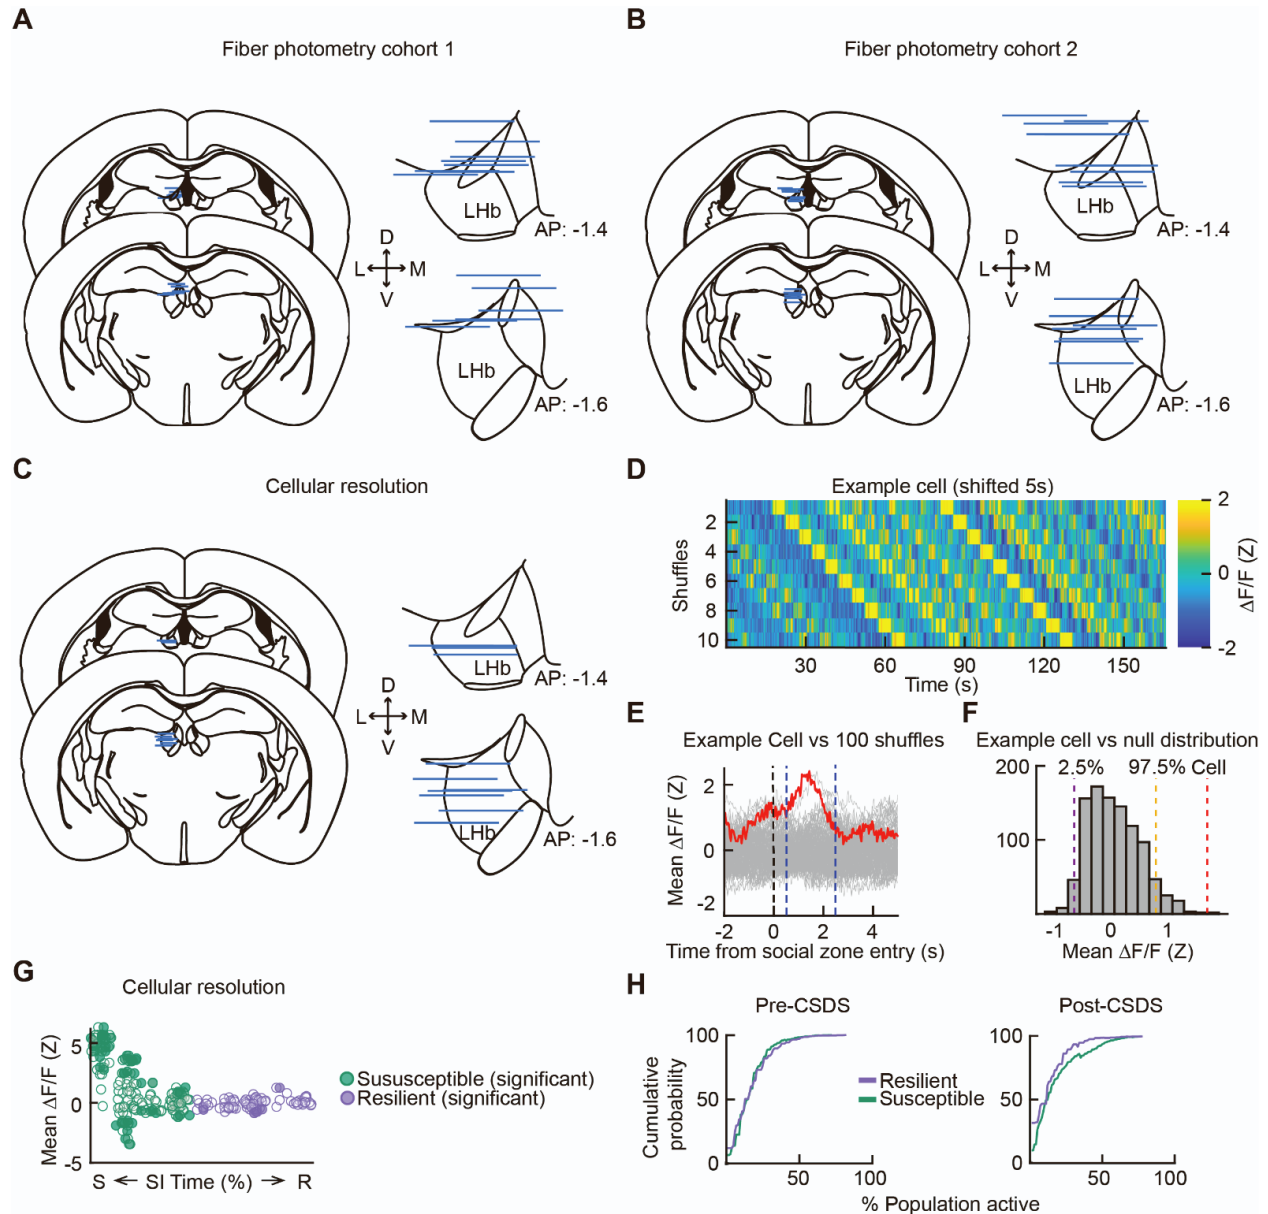 A
Fiber photometry cohort 1
LHb
AP: -1.4
D
L M
V
LHb
AP: -1.6
B
Fiber photometry cohort 2
LHb
AP: -1.4
D
L M
V
LHb
AP: -1.6
C
Cellular resolution
LHb
AP: -1.4
D
L M
V
LHb
AP: -1.6
D
Example cell (shifted 5s)
Shuffles
2
4
6
8
10
30 60 90 120 150
Time (s)
2
0
-2
ΔF/F (Z)
E
Example Cell vs 100 shuffles
Mean ΔF/F (Z)
2
0
-2
-2 0 2 4
Time from social zone entry (s)
F
Example cell vs null distribution
2.5% 97.5% Cell
200
100
-1 0 1
Mean ΔF/F (Z)
G
Cellular resolution
Mean ΔF/F (Z)
5
0
-5
S ← SI Time (%) → R
Sususceptible (significant)
Resilient (significant)
H
Pre-CSDS
Cumulative
probability
100
50
0
50 100
Resilient
Susceptible
Post-CSDS
100
50
0
50 100
% Population active